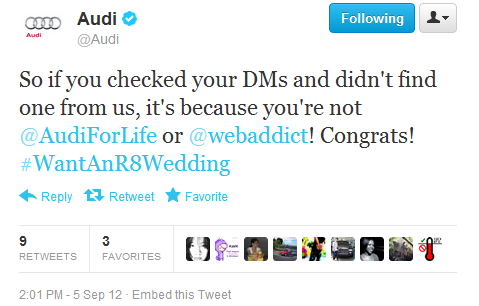 Audi
Audi
@Audi
Following
So if you checked your DMs and didn't find
one from us, it's because you're not
@AudiForLife or @webaddict! Congrats!
#WantAnR8Wedding
Reply Retweet Favorite
9 3
RETWEETS FAVORITES
2:01 PM - 5 Sep 12 · Embed this Tweet